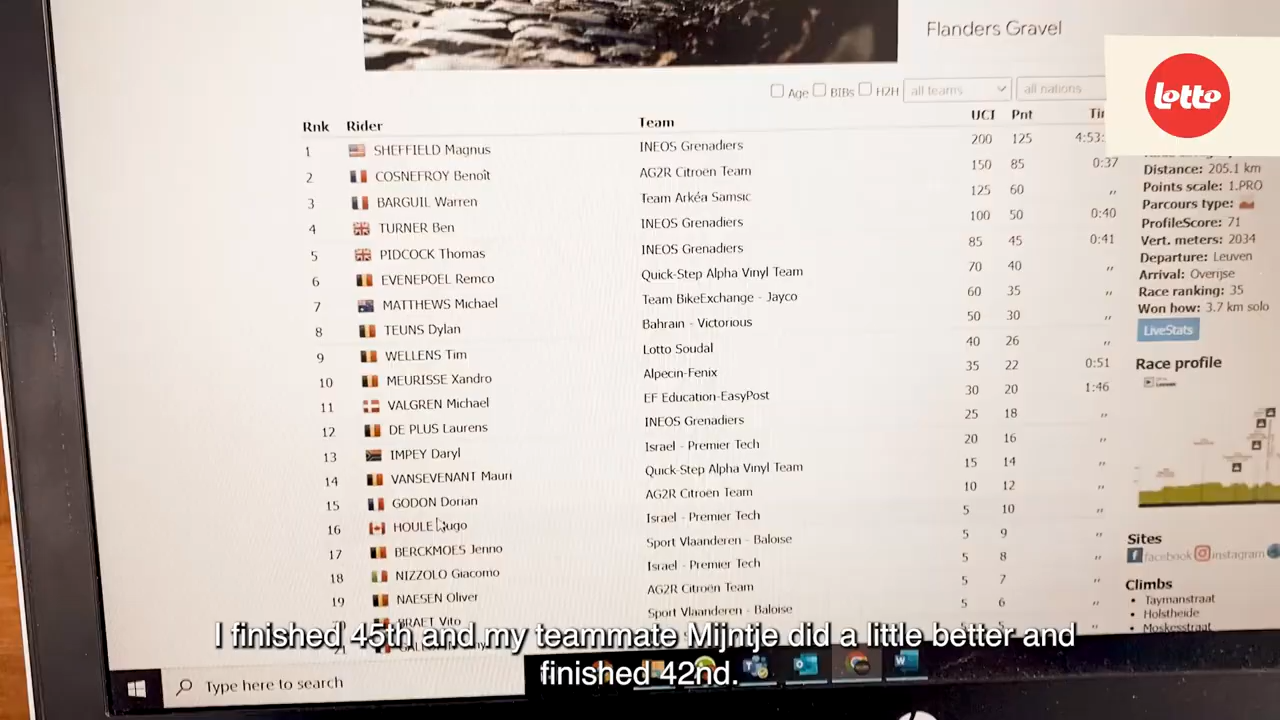 Flanders Gravel
lotto
Age BIBs H2H all teams all nations
Rnk Rider Team UCI Pnt
1 SHEFFIELD Magnus INEOS Grenadiers 200 125 4:53:
2 COSNEFROY Benoît AG2R Citroën Team 150 85 0:37
3 BARGUIL Warren Team Arkéa Samsic 125 60 ,,
4 TURNER Ben INEOS Grenadiers 100 50 0:40
5 PIDCOCK Thomas INEOS Grenadiers 85 45 0:41
6 EVENEPOEL Remco Quick-Step Alpha Vinyl Team 70 40 ,,
7 MATTHEWS Michael Team BikeExchange - Jayco 60 35 ,,
8 TEUNS Dylan Bahrain - Victorious 50 30 ,,
9 WELLENS Tim Lotto Soudal 40 26 ,,
10 MEURISSE Xandro Alpecin-Fenix 35 22 0:51
11 VALGREN Michael EF Education-EasyPost 30 20 1:46
12 DE PLUS Laurens INEOS Grenadiers 25 18 ,,
13 IMPEY Daryl Israel - Premier Tech 20 16 ,,
14 VANSEVENANT Mauri Quick-Step Alpha Vinyl Team 15 14 ,,
15 GODON Dorian AG2R Citroën Team 10 12 ,,
16 HOULE Hugo Israel - Premier Tech 5 10 ,,
17 BERCKMOES Jenno Sport Vlaanderen - Baloise 5 9 ,,
18 NIZZOLO Giacomo Israel - Premier Tech 5 8 ,,
19 NAESEN Oliver AG2R Citroën Team 5 7 ,,
BRAET Vito Sport Vlaanderen - Baloise 5 6 ,,
Distance: 205.1 km
Points scale: 1.PRO
Parcours type:
ProfileScore: 71
Vert. meters: 2034
Departure: Leuven
Arrival: Overijse
Race ranking: 35
Won how: 3.7 km solo
LiveStats
Race profile
Sites
facebook instagram
Climbs
Taymanstraat
Holstheide
Moskesstraat
I finished 45th and my teammate Mijntje did a little better and
finished 42nd.
Type here to search